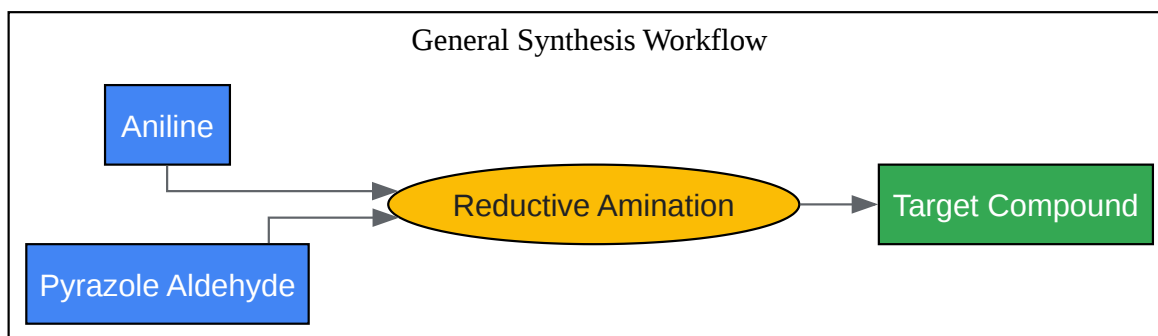 General Synthesis Workflow
Aniline
Reductive Amination
Target Compound
Pyrazole Aldehyde